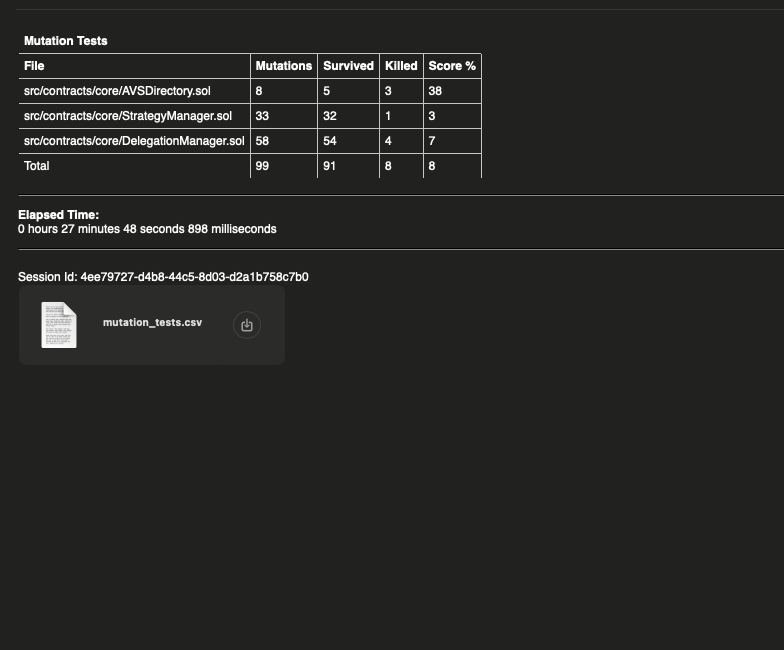 Mutation Tests
File Mutations Survived Killed Score %
src/contracts/core/AVSDirectory.sol 8 5 3 38
src/contracts/core/StrategyManager.sol 33 32 1 3
src/contracts/core/DelegationManager.sol 58 54 4 7
Total 99 91 8 8
Elapsed Time:
0 hours 27 minutes 48 seconds 898 milliseconds
Session Id: 4ee79727-d4b8-44c5-8d03-d2a1b758c7b0
mutation_tests.csv